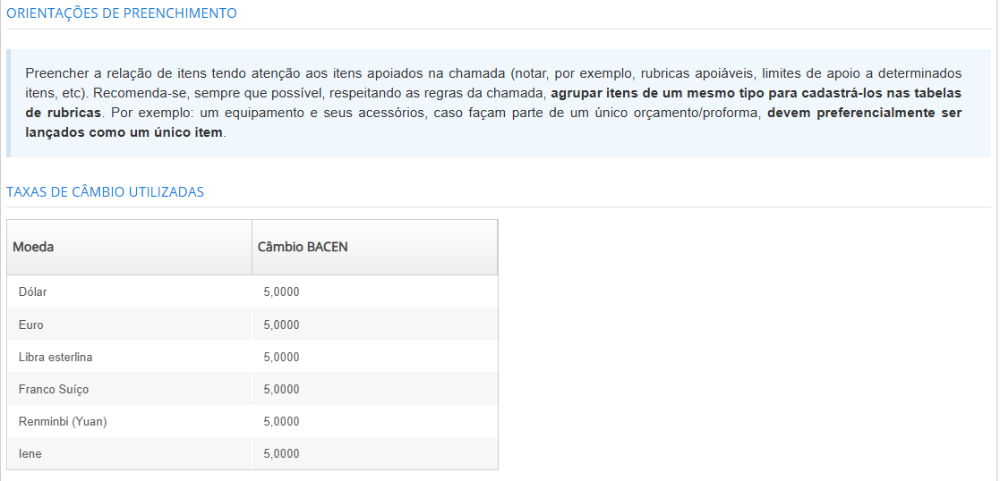 ORIENTAÇÕES DE PREENCHIMENTO
Preencher a relação de itens tendo atenção aos itens apoiados na chamada (notar, por exemplo, rubricas apoiáveis, limites de apoio a determinados
itens, etc). Recomenda-se, sempre que possível, respeitando as regras da chamada, agrupar itens de um mesmo tipo para cadastrá-los nas tabelas
de rubricas. Por exemplo: um equipamento e seus acessórios, caso façam parte de um único orçamento/proforma, devem preferencialmente ser
lançados como um único item.
TAXAS DE CÂMBIO UTILIZADAS
Moeda Câmbio BACEN
Dólar 5,0000
Euro 5,0000
Libra esterlina 5,0000
Franco Suíço 5,0000
Renminbi (Yuan) 5,0000
Iene 5,0000